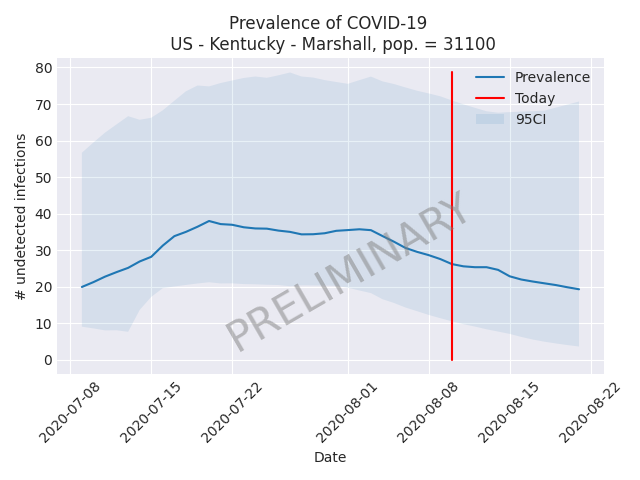 Prevalence of COVID-19
US - Kentucky - Marshall, pop. = 31100
80
70
60
50
40
30
20
10
0
# undetected infections
Prevalence
Today
95CI
PRELIMINARY
2020-07-08
2020-07-15
2020-07-22
2020-08-01
2020-08-08
2020-08-15
2020-08-22
Date